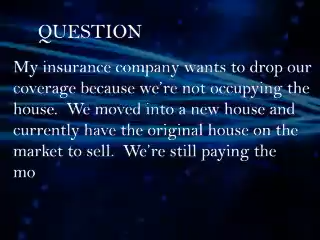 QUESTION
My insurance company wants to drop our
coverage because we're not occupying the
house. We moved into a new house and
currently have the original house on the
market to sell. We're still paying the
mo